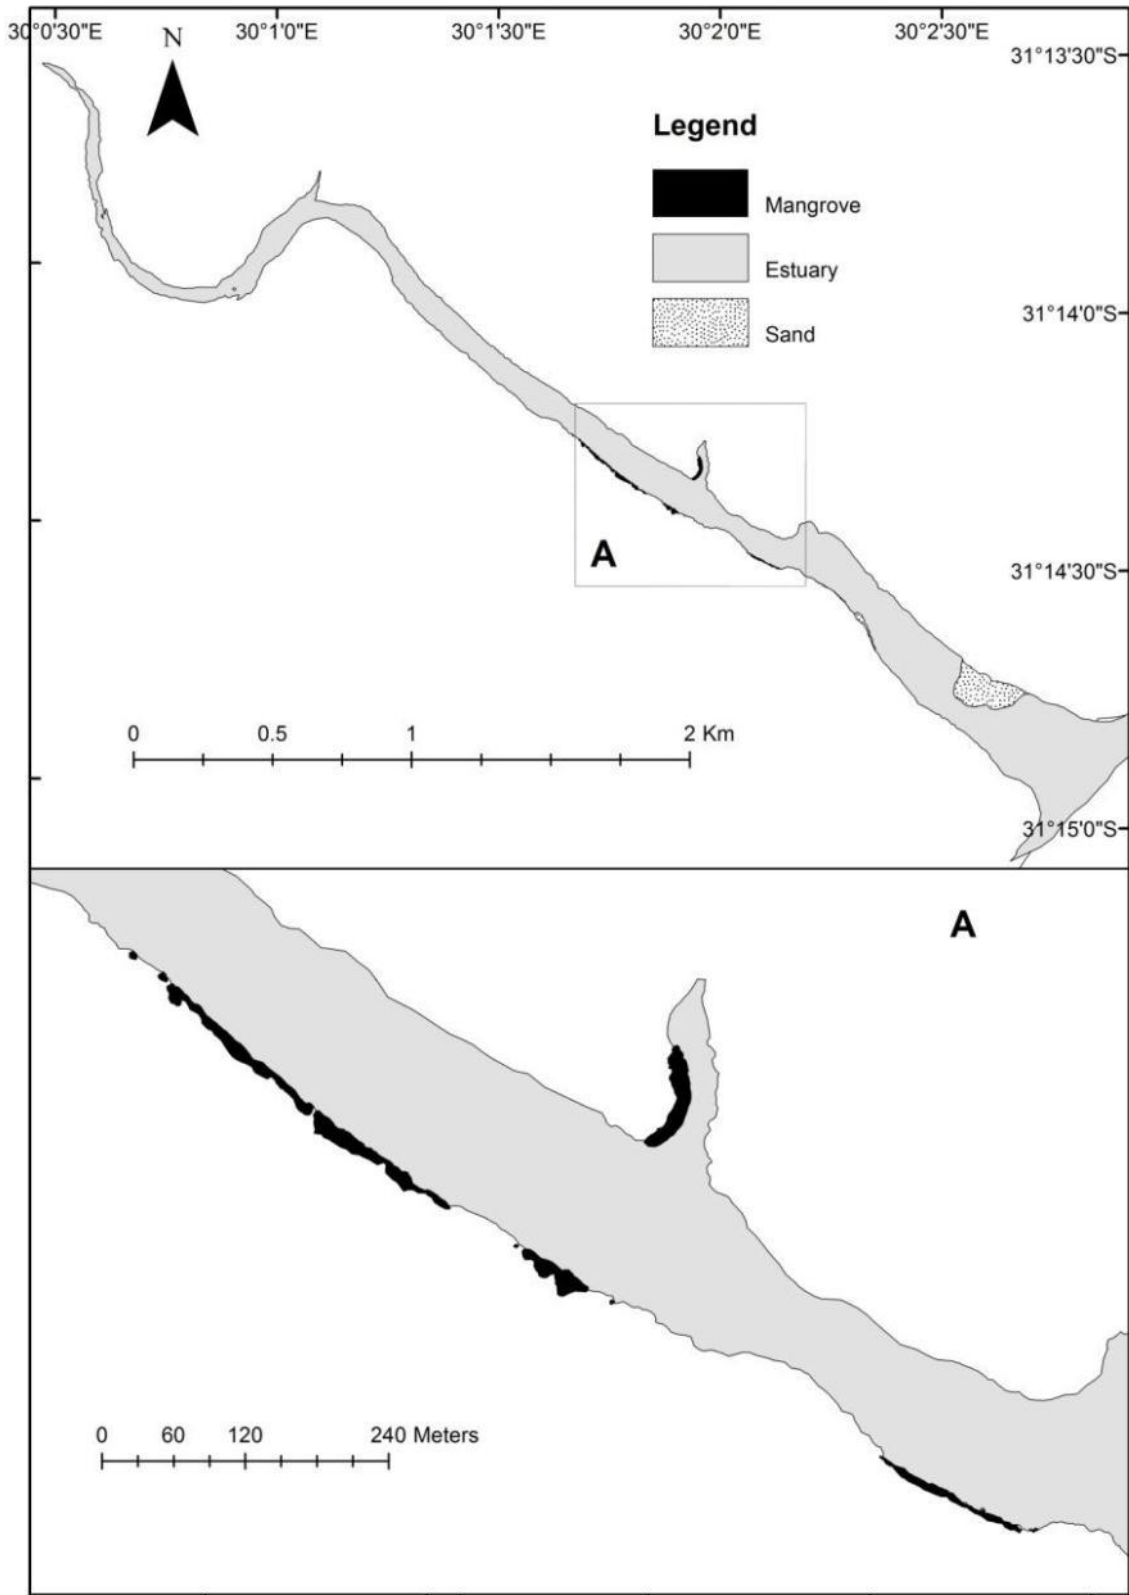 30°0'30"E 30°1'0"E 30°1'30"E 30°2'0"E 30°2'30"E
N
31°13'30"S
Legend
Mangrove
Estuary
Sand
31°14'0"S
A
31°14'30"S
0 0.5 1 2 Km
31°15'0"S
A
0 60 120 240 Meters